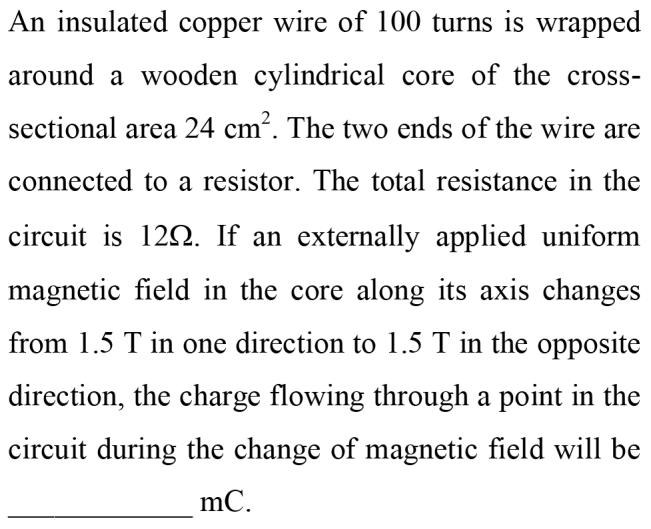 An insulated copper wire of 100 turns is wrapped
around a wooden cylindrical core of the cross-
sectional area 24 cm². The two ends of the wire are
connected to a resistor. The total resistance in the
circuit is 12Ω. If an externally applied uniform
magnetic field in the core along its axis changes
from 1.5 T in one direction to 1.5 T in the opposite
direction, the charge flowing through a point in the
circuit during the change of magnetic field will be
____________ mC.